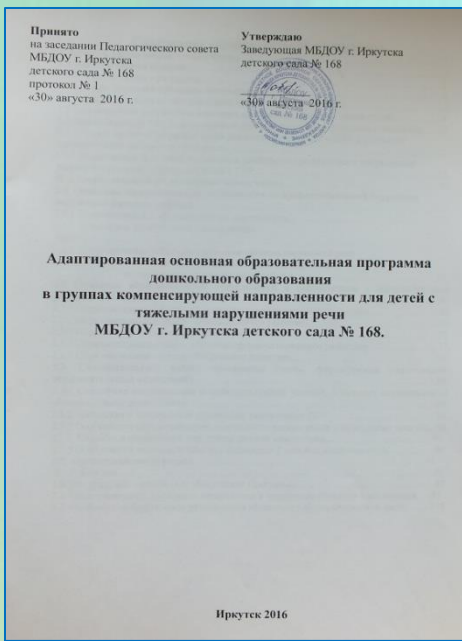 Принято
на заседании Педагогического совета
МБДОУ г. Иркутска
детского сада № 168
протокол № 1
«30» августа 2016 г.
Утверждаю
Заведующая МБДОУ г. Иркутска
детского сада № 168
«30» августа 2016 г.
Адаптированная основная образовательная программа
дошкольного образования
в группах компенсирующей направленности для детей с
тяжелыми нарушениями речи
МБДОУ г. Иркутска детского сада № 168.
Иркутск 2016